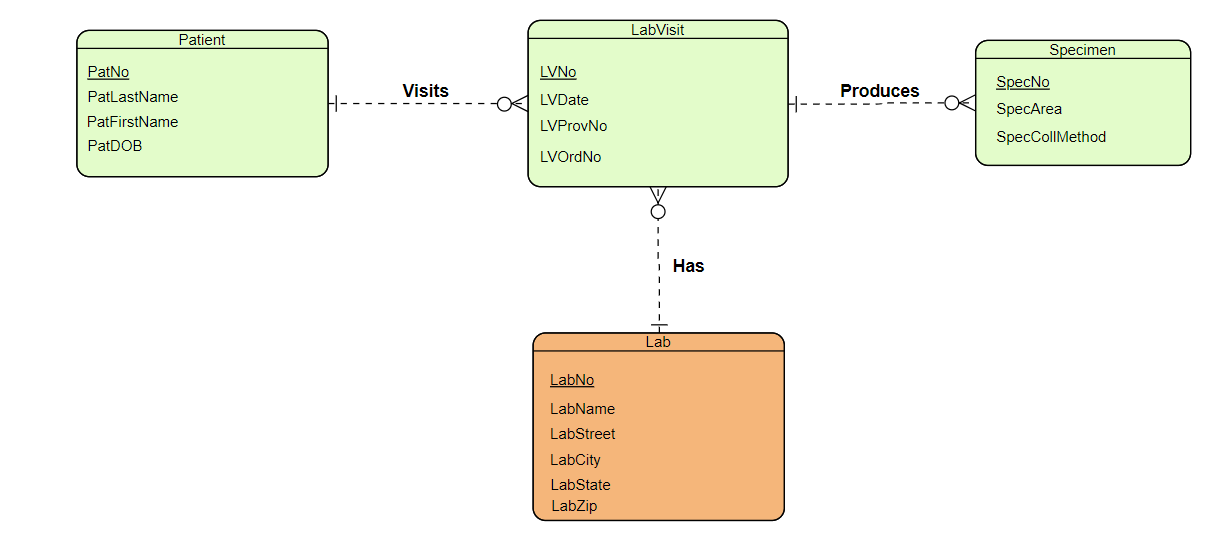 Patient
PatNo
PatLastName
PatFirstName
PatDOB
Visits
LabVisit
LVNo
LVDate
LVProvNo
LVOrdNo
Produces
Specimen
SpecNo
SpecArea
SpecCollMethod
Has
Lab
LabNo
LabName
LabStreet
LabCity
LabState
LabZip